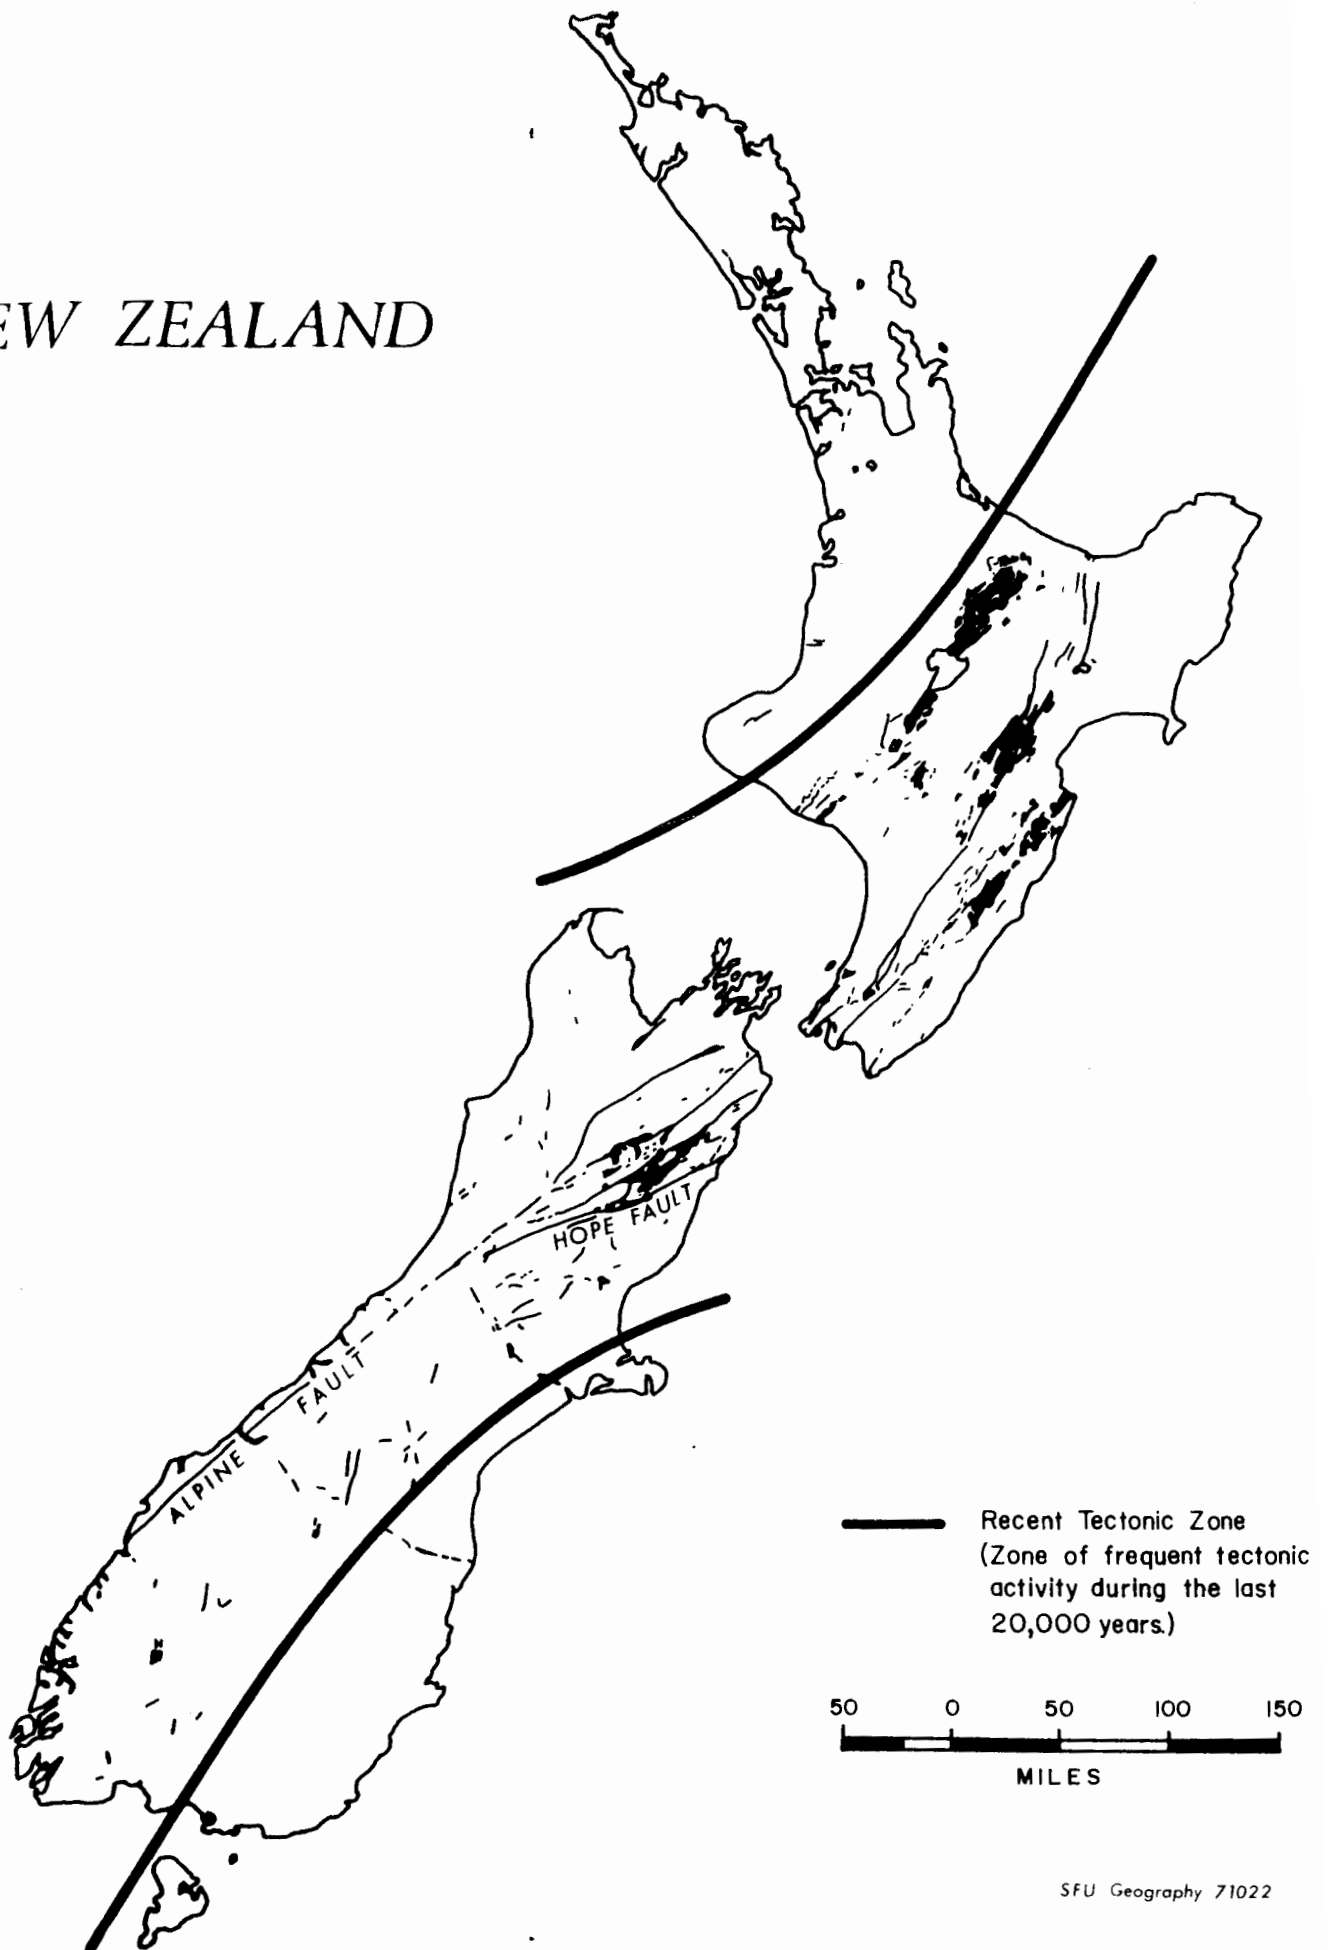 EW ZEALAND
HOPE FAULT
ALPINE FAULT
Recent Tectonic Zone
(Zone of frequent tectonic
activity during the last
20,000 years.)
50 0 50 100 150
MILES
SFU Geography 71022